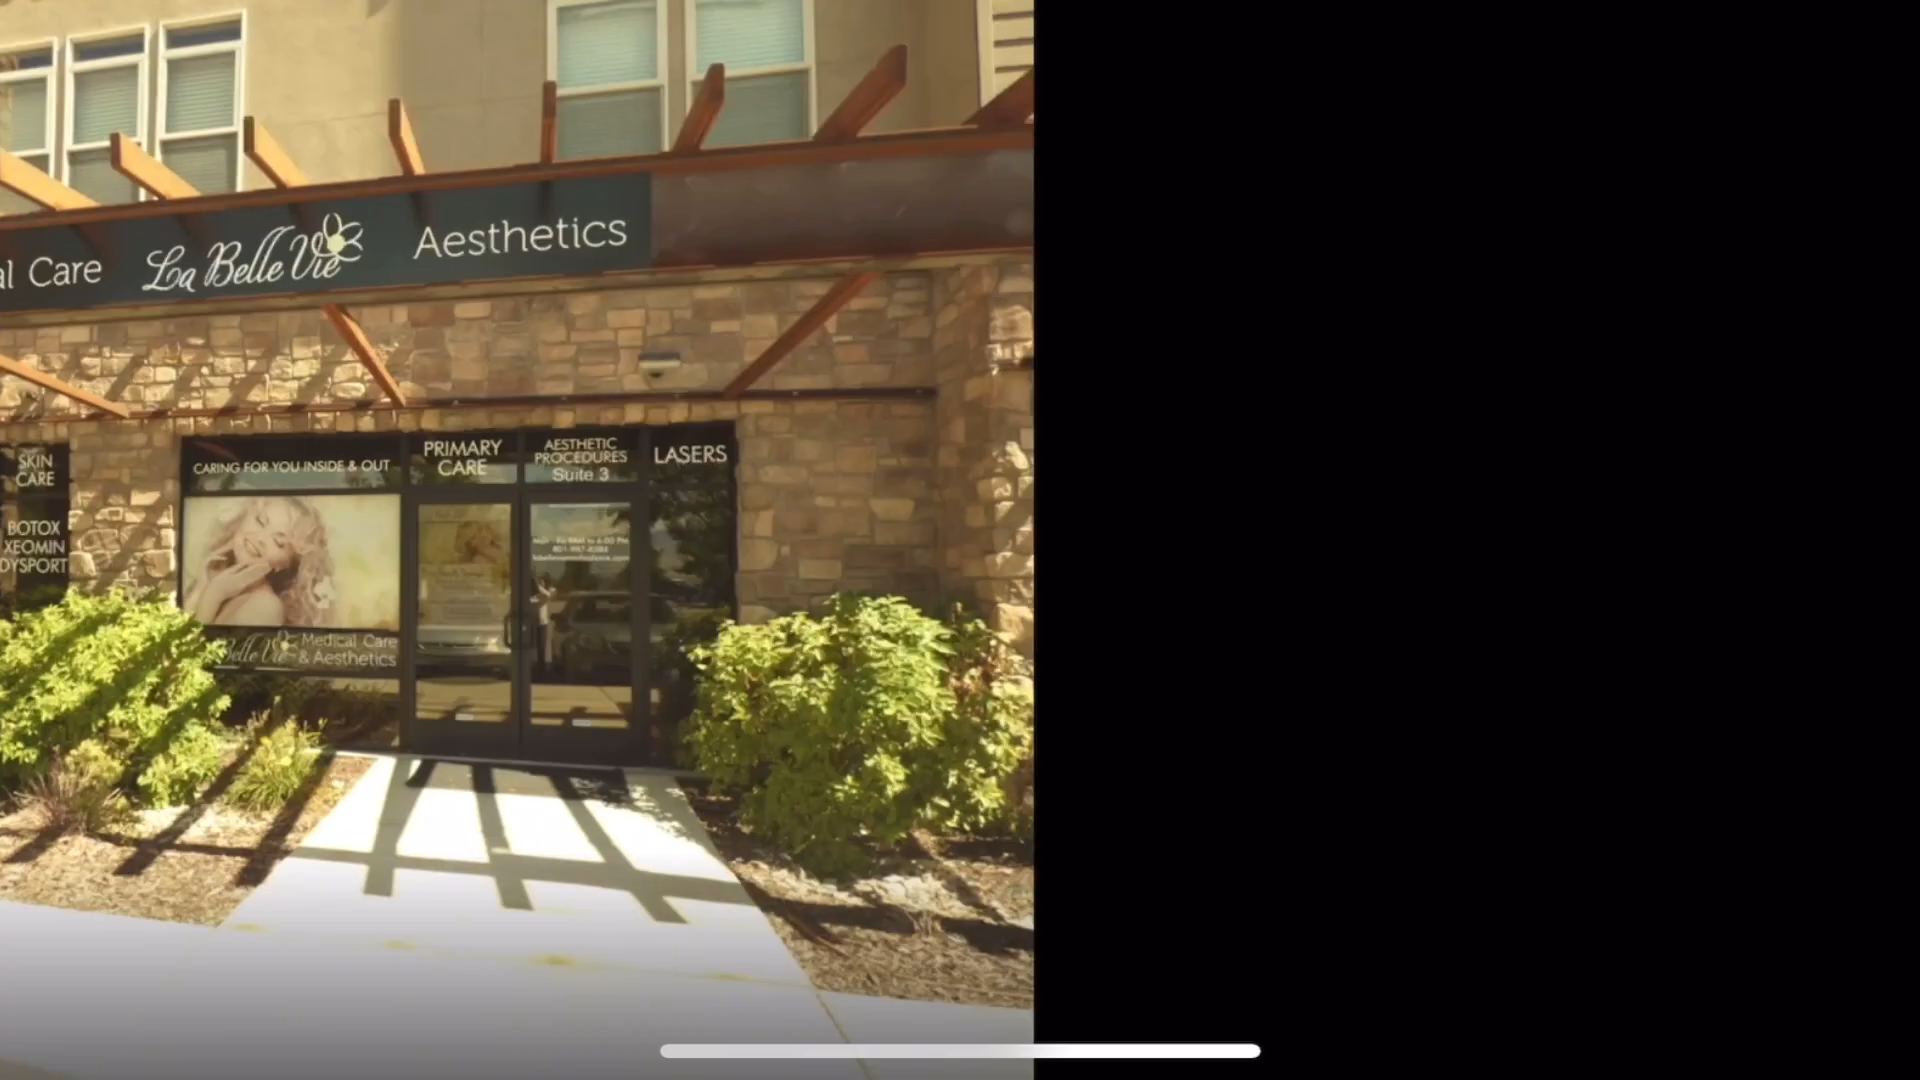 al Care La Belle Vie Aesthetics
SKIN
CARE
BOTOX
XEOMIN
DYSPORT
CARING FOR YOU INSIDE & OUT
PRIMARY
CARE
AESTHETIC
PROCEDURES
Suite 3
LASERS
Belle Vie Medical Care
& Aesthetics